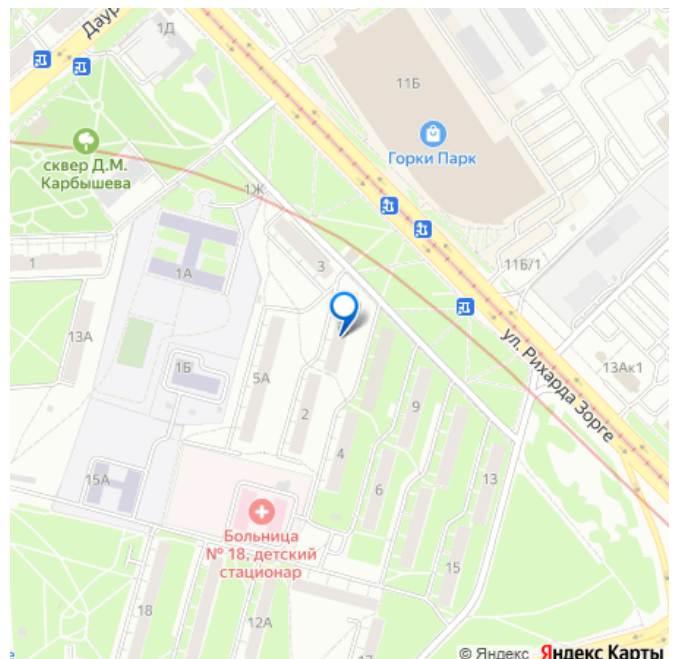 1Д
Даур
11Б
Горки Парк
сквер Д.М.
Карбышева
1Ж
11Б/1
3
1
1А
13А
ул. Рихарда Зорге
13Ак1
1Б
5А
9
2
4
6
13
15А
Больница
№ 18, детский
стационар
15
18
12А
17
е
© Яндекс Яндекс Карты